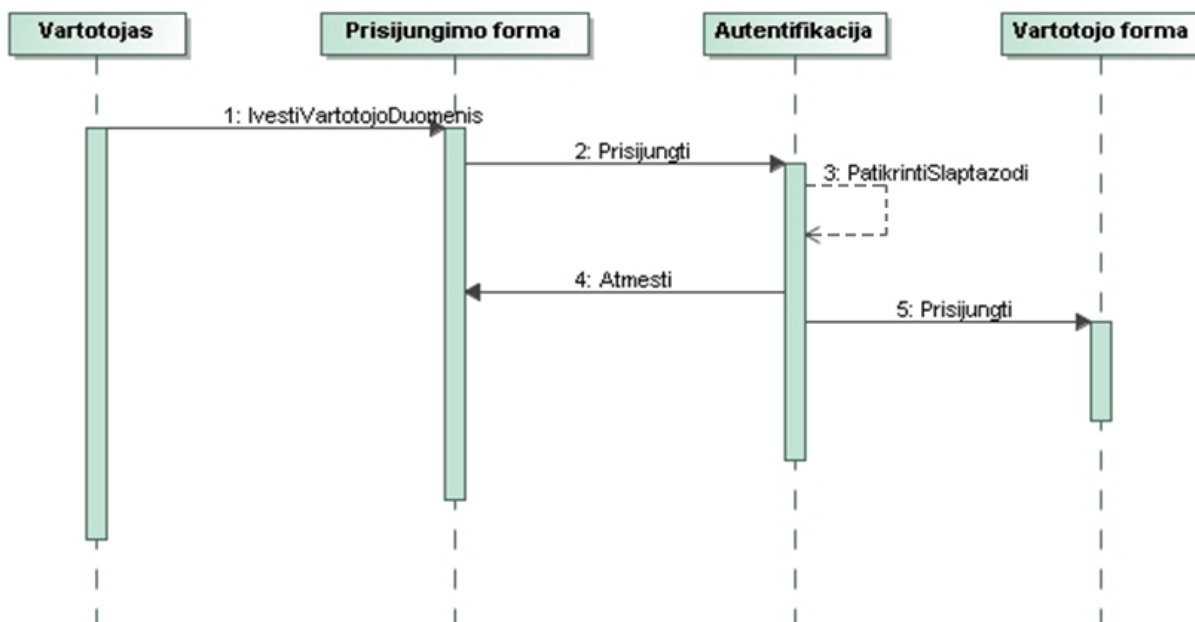 Vartotojas
Prisijungimo forma
Autentifikacija
Vartotojo forma
1: IvestiVartotojoDuomenis
2: Prisijungti
3: PatikrintiSlaptazodi
4: Atmesti
5: Prisijungti